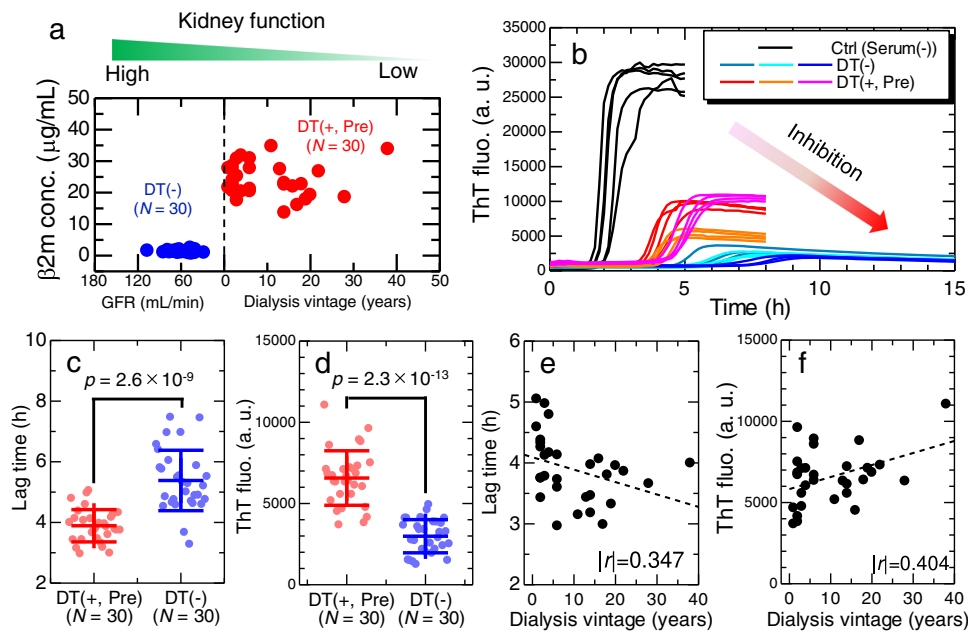 Kidney function
High
Low
a
β2m conc. (μg/mL)
50
40
30
20
10
0
DT(+, Pre)
(N = 30)
DT(-)
(N = 30)
180 120 60 0 10 20 30 40 50
GFR (mL/min) Dialysis vintage (years)
b
ThT fluo. (a. u.)
35000
30000
25000
20000
15000
10000
5000
0
Ctrl (Serum(-))
DT(-)
DT(+, Pre)
Inhibition
0 5 10 15
Time (h)
c
Lag time (h)
10
8
6
4
2
p = 2.6 × 10-9
DT(+, Pre) DT(-)
(N = 30) (N = 30)
d
ThT fluo. (a. u.)
15000
10000
5000
0
p = 2.3 × 10-13
DT(+, Pre) DT(-)
(N = 30) (N = 30)
e
Lag time (h)
6
5
4
3
2
|r|=0.347
0 10 20 30 40
Dialysis vintage (years)
f
ThT fluo. (a. u.)
15000
10000
5000
0
|r|=0.404
0 10 20 30 40
Dialysis vintage (years)